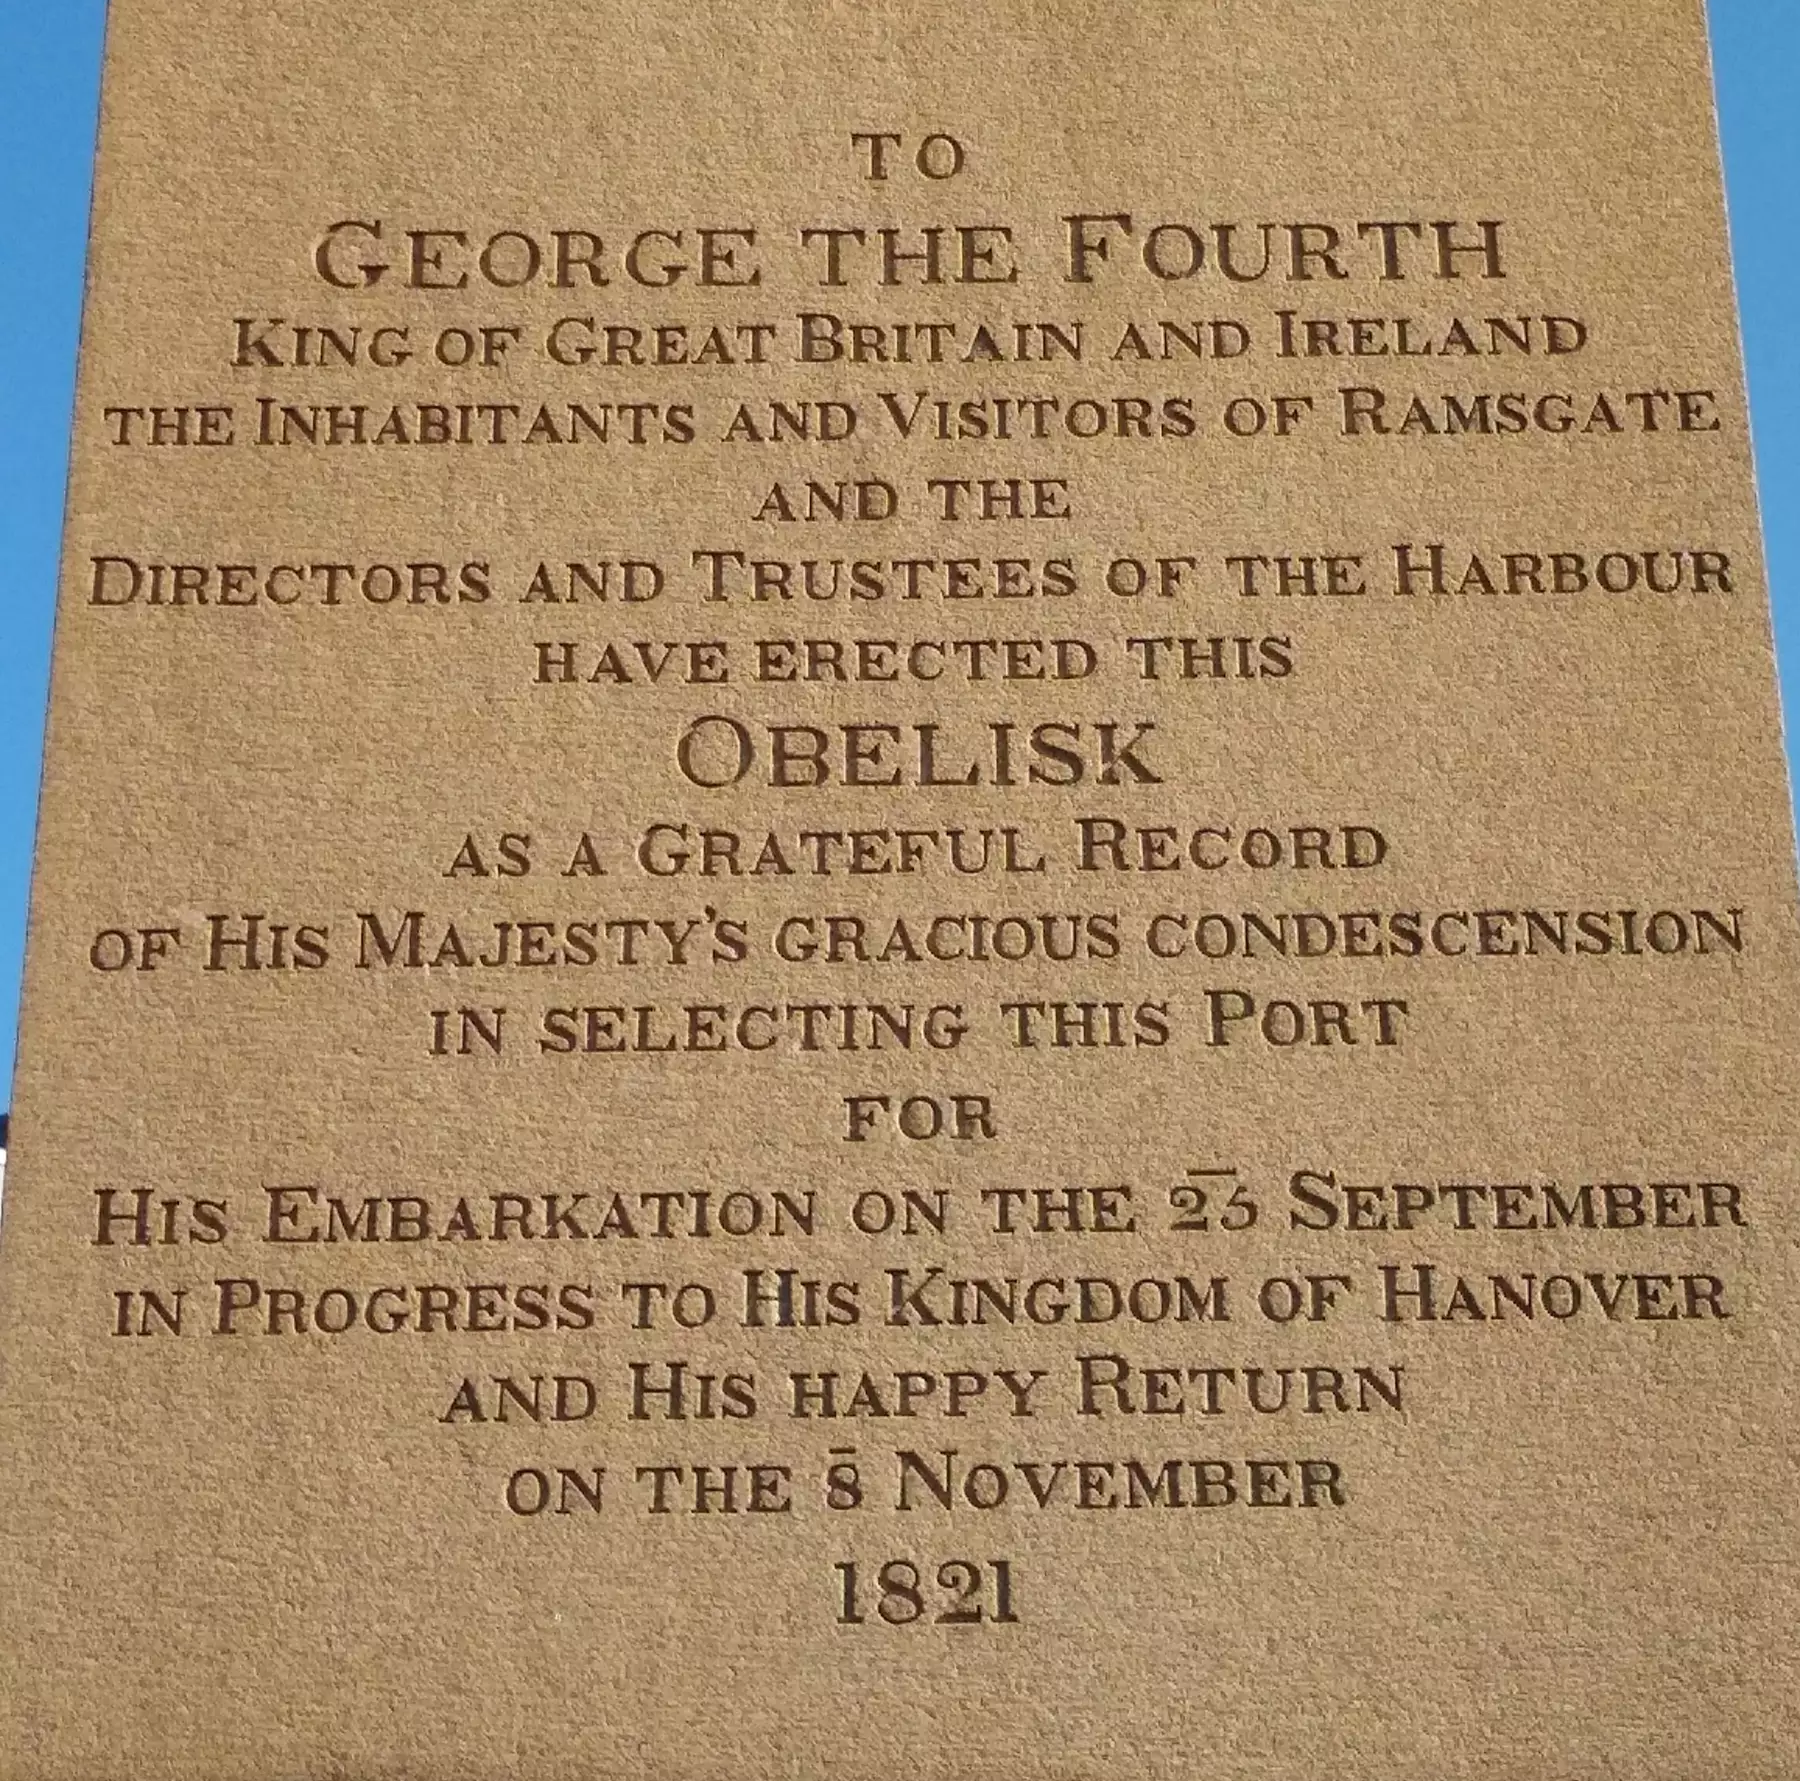 TO
GEORGE THE FOURTH
KING OF GREAT BRITAIN AND IRELAND
THE INHABITANTS AND VISITORS OF RAMSGATE
AND THE
DIRECTORS AND TRUSTEES OF THE HARBOUR
HAVE ERECTED THIS
OBELISK
AS A GRATEFUL RECORD
OF HIS MAJESTY'S GRACIOUS CONDESCENSION
IN SELECTING THIS PORT
FOR
HIS EMBARKATION ON THE 25 SEPTEMBER
IN PROGRESS TO HIS KINGDOM OF HANOVER
AND HIS HAPPY RETURN
ON THE 8 NOVEMBER
1821